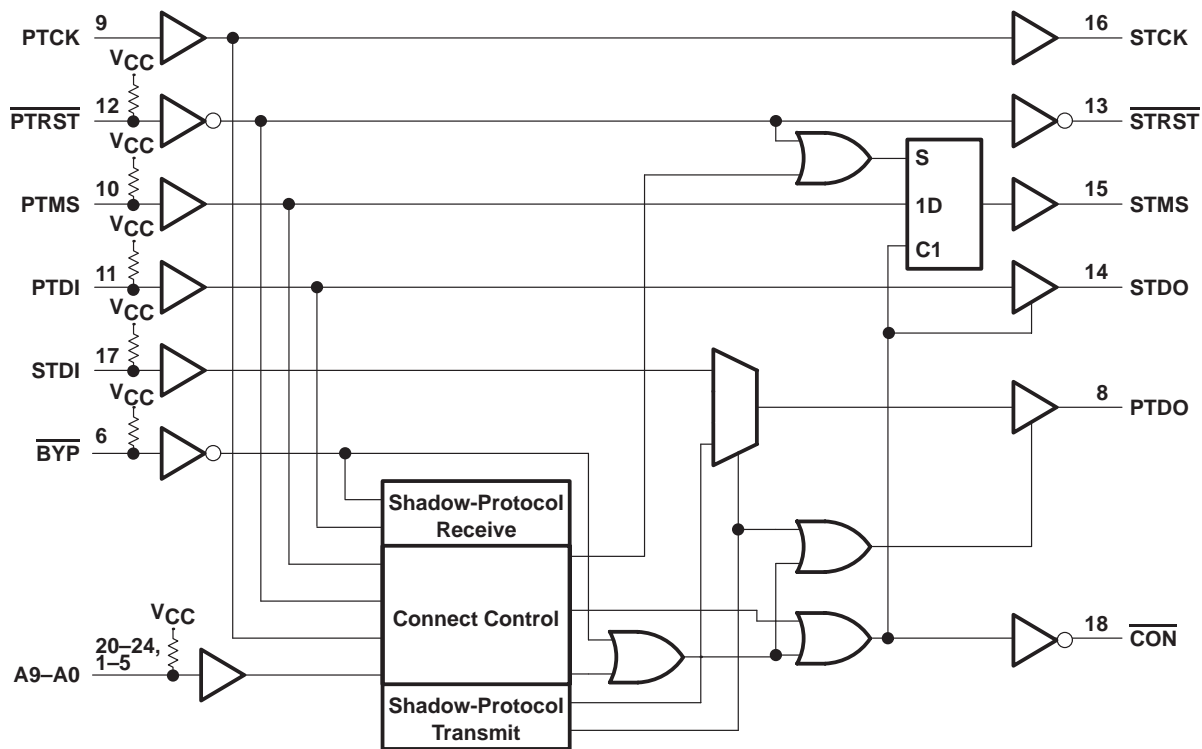 PTCK 9 16 STCK
VCC
PTRST 12 13 STRST
VCC
S
PTMS 10 1D 15 STMS
VCC
C1
PTDI 11 14 STDO
VCC
STDI 17
VCC
8 PTDO
BYP 6
Shadow-Protocol
Receive
Connect Control
VCC
20–24,
1–5
18 CON
A9–A0
Shadow-Protocol
Transmit